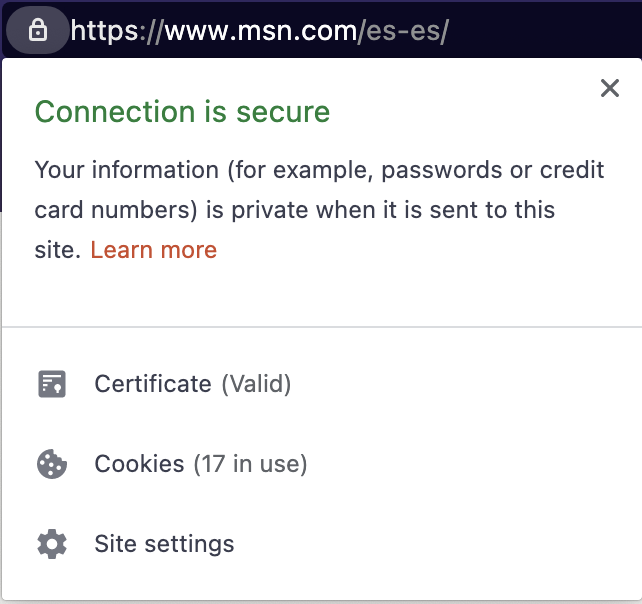 https://www.msn.com/es-es/
Connection is secure
Your information (for example, passwords or credit
card numbers) is private when it is sent to this
site. Learn more
Certificate (Valid)
Cookies (17 in use)
Site settings